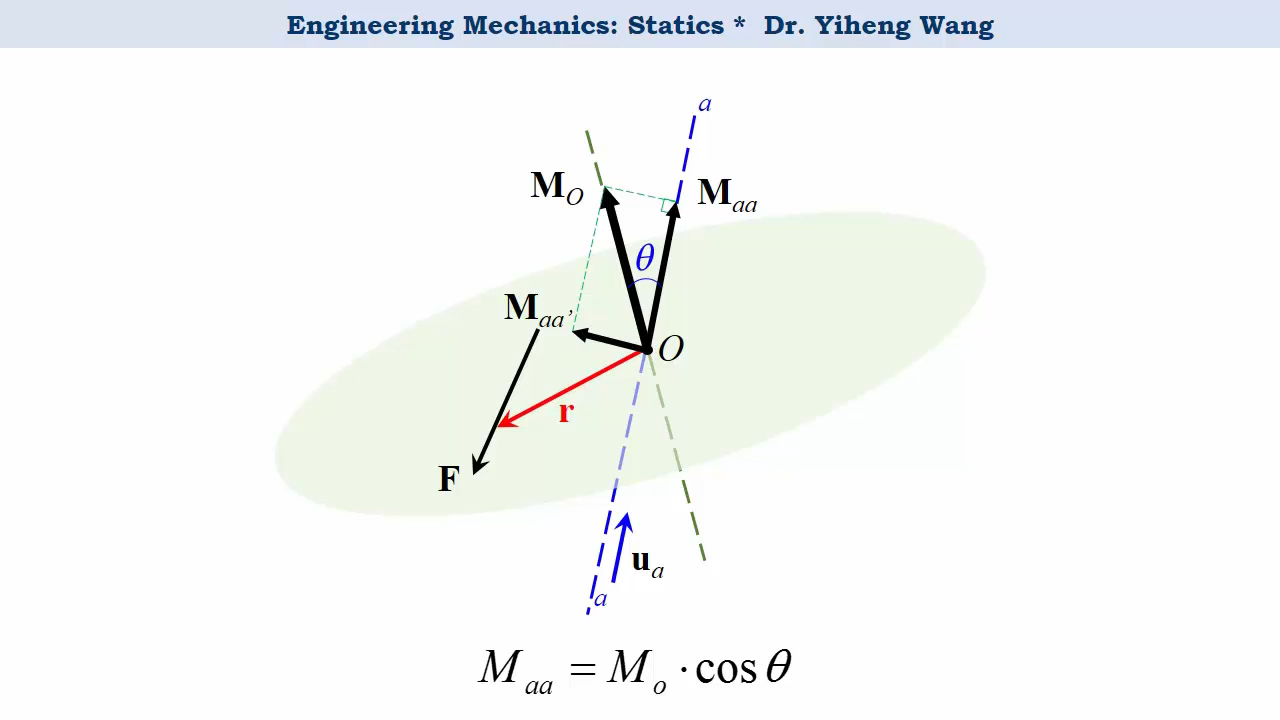 Engineering Mechanics: Statics * Dr. Yiheng Wang
a
M_O
M_aa
θ
M_aa’
O
r
F
u_a
a
M_aa = M_o · cos θ